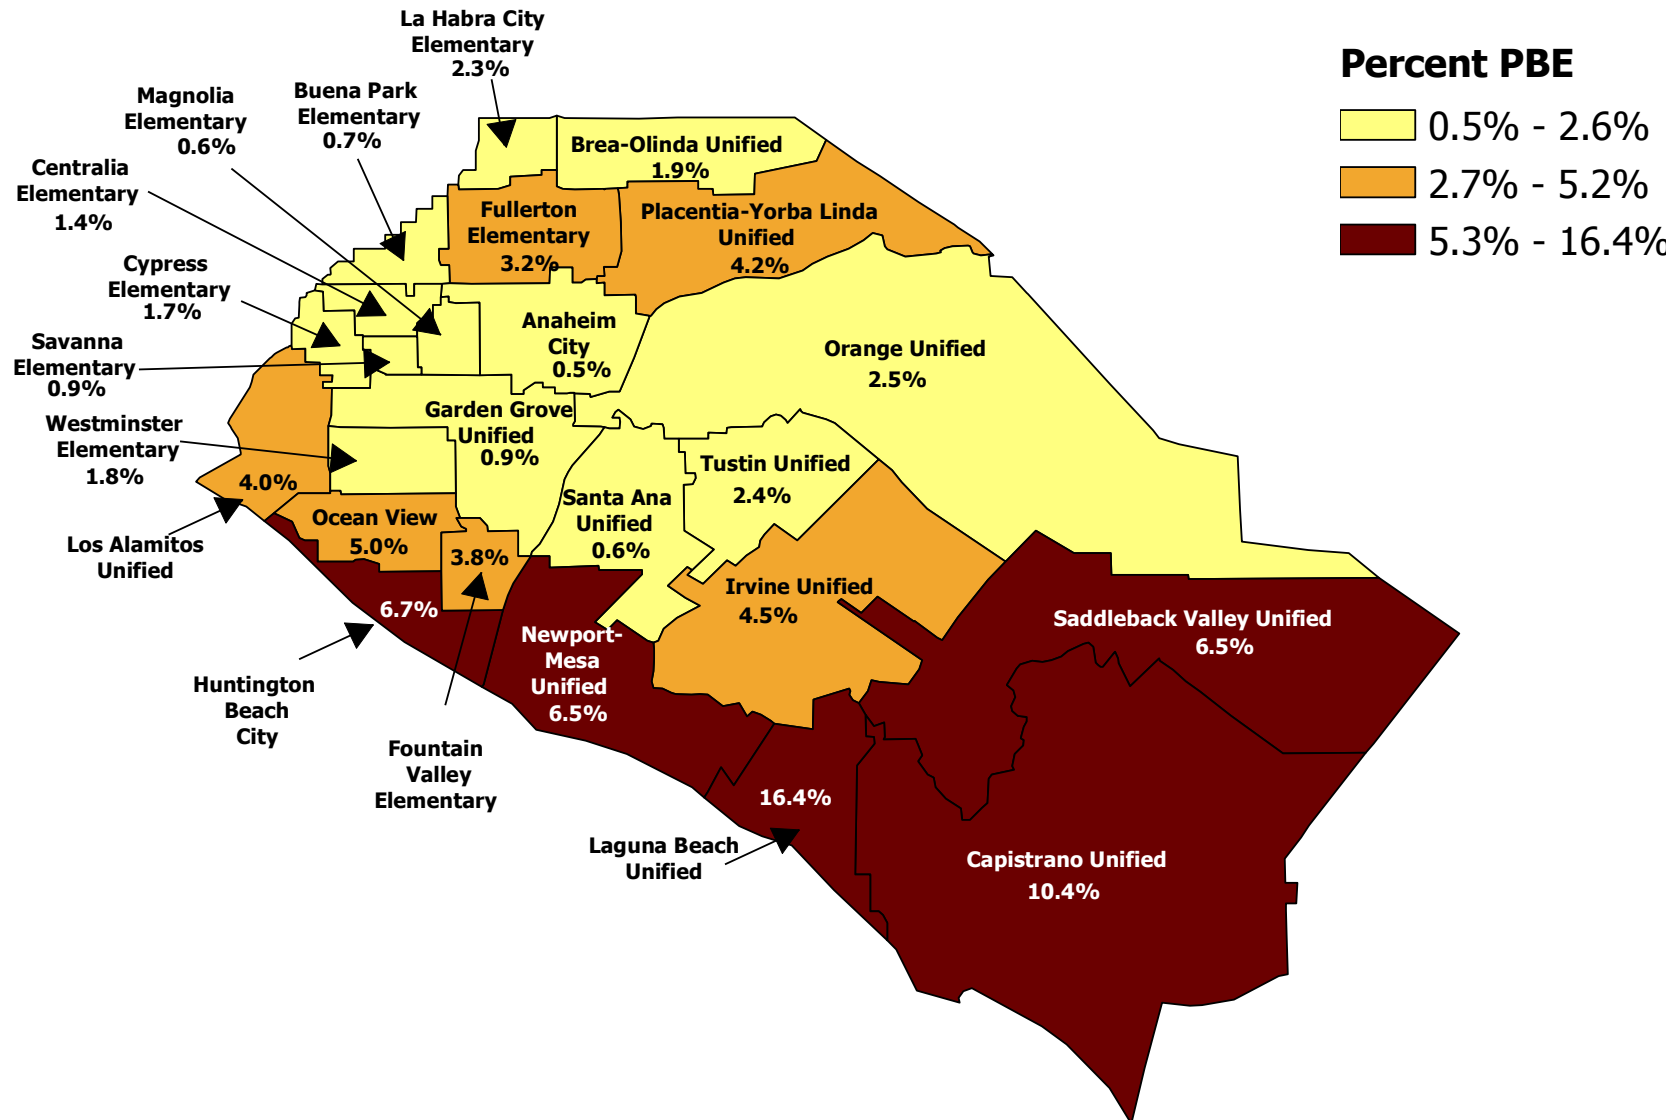 La Habra City
Elementary
2.3%
Percent PBE
0.5% - 2.6%
2.7% - 5.2%
5.3% - 16.4%
Magnolia
Elementary
0.6%
Buena Park
Elementary
0.7%
Brea-Olinda Unified
1.9%
Centralia
Elementary
1.4%
Fullerton
Elementary
3.2%
Placentia-Yorba Linda
Unified
4.2%
Cypress
Elementary
1.7%
Anaheim
City
0.5%
Orange Unified
2.5%
Savanna
Elementary
0.9%
Westminster
Elementary
1.8%
Garden Grove
Unified
0.9%
Tustin Unified
2.4%
4.0%
Santa Ana
Unified
0.6%
Ocean View
5.0%
3.8%
Los Alamitos
Unified
Irvine Unified
4.5%
6.7%
Saddleback Valley Unified
6.5%
Newport-
Mesa
Unified
6.5%
Huntington
Beach
City
Fountain
Valley
Elementary
16.4%
Laguna Beach
Unified
Capistrano Unified
10.4%